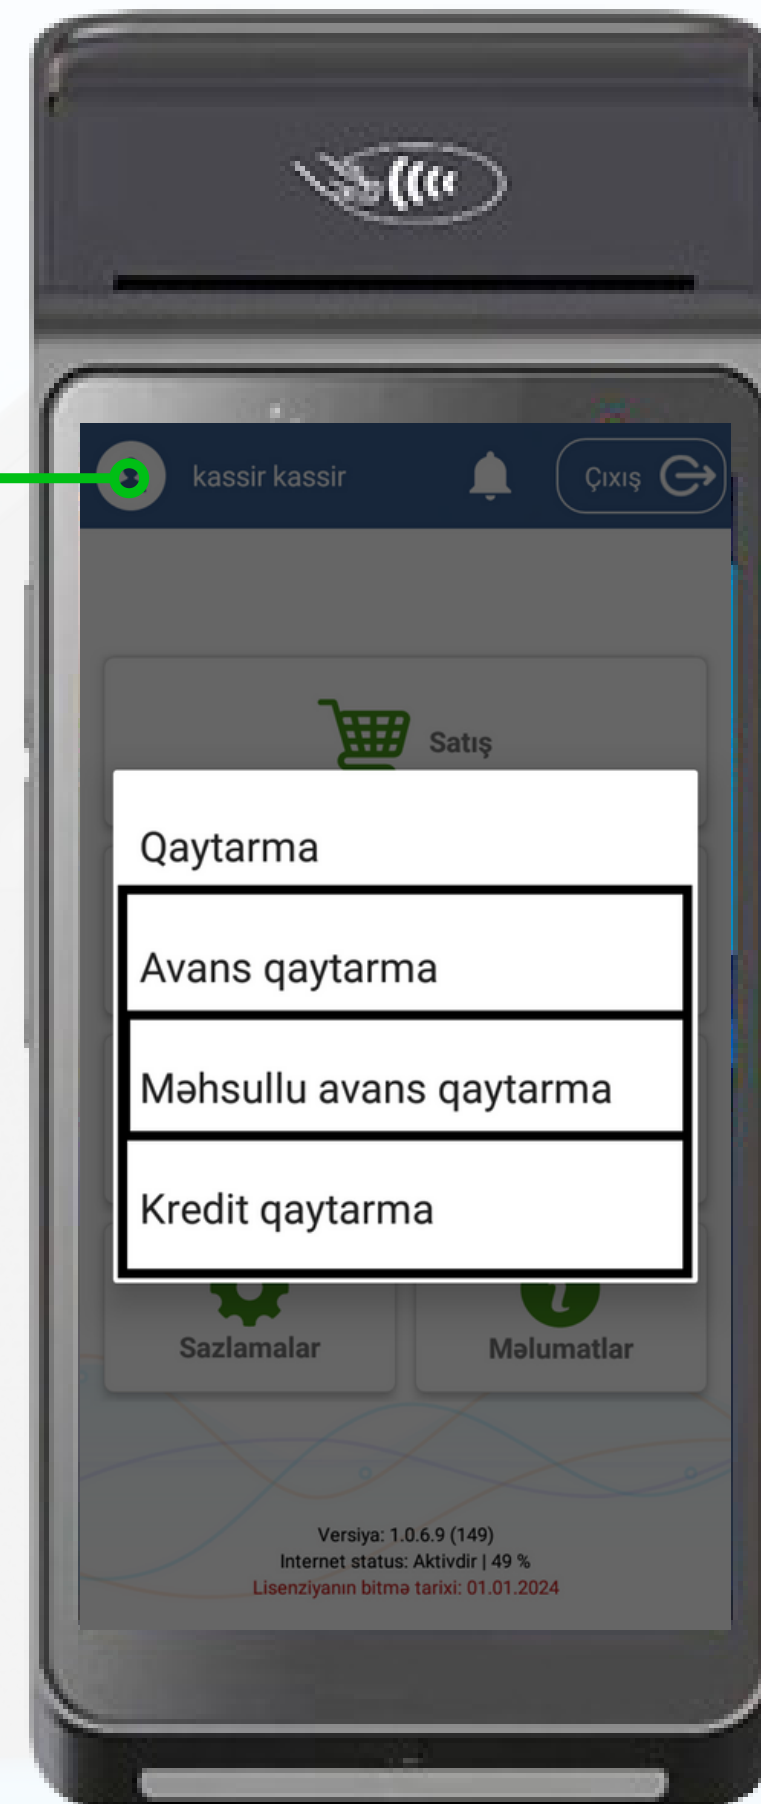 kassir kassir
Çıxış
Satış
Qaytarma
Avans qaytarma
Məhsullu avans qaytarma
Kredit qaytarma
Sazlamalar
Məlumatlar
Versiya: 1.0.6.9 (149)
Internet status: Aktivdir | 49 %
Lisenziyanın bitmə tarixi: 01.01.2024